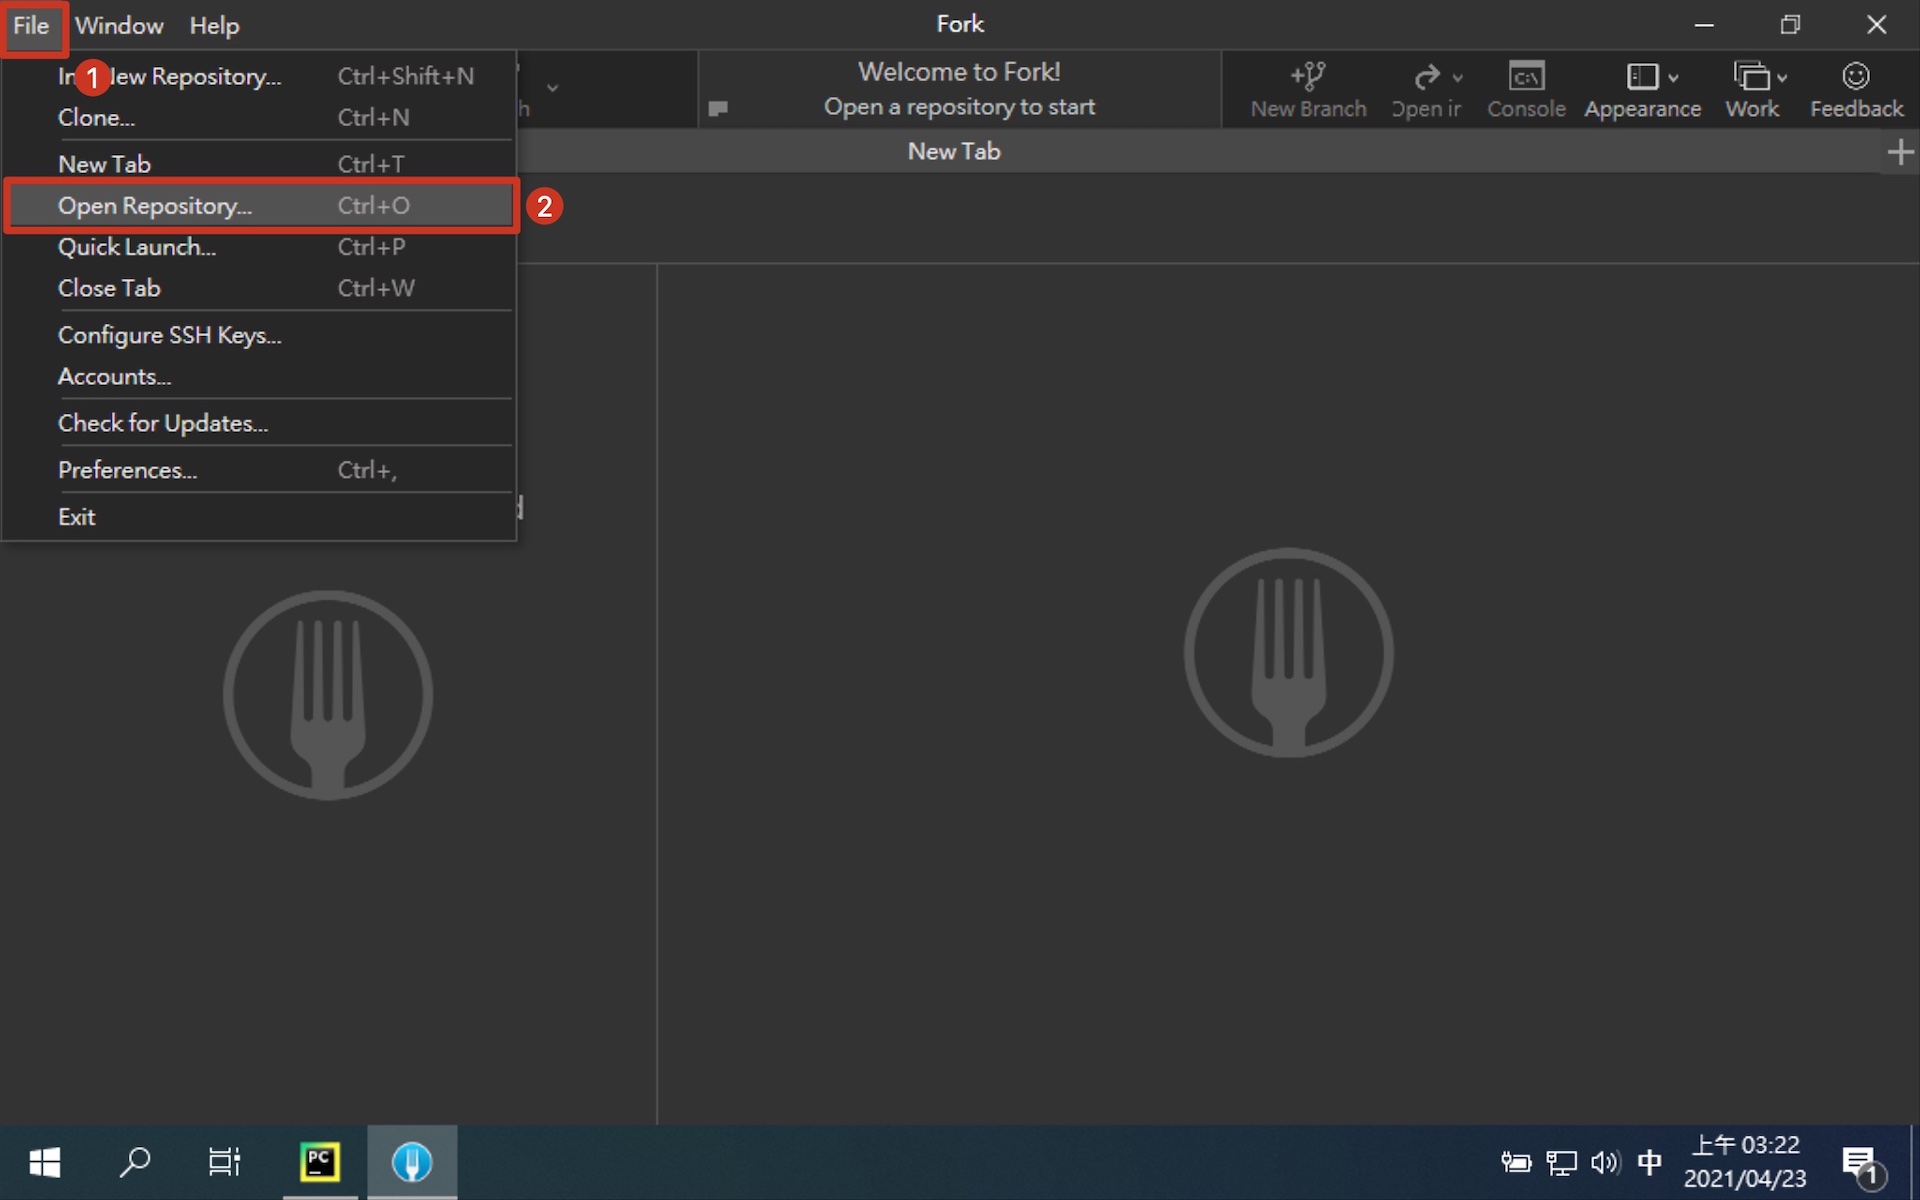 File Window Help
Fork
1
New Repository... Ctrl+Shift+N
Clone... Ctrl+N
New Tab Ctrl+T
Open Repository... Ctrl+O
2
Quick Launch... Ctrl+P
Close Tab Ctrl+W
Configure SSH Keys...
Accounts...
Check for Updates...
Preferences... Ctrl+,
Exit
Welcome to Fork!
Open a repository to start
New Branch
Open in
Console
Appearance
Work
Feedback
New Tab
PC
中
上午 03:22
2021/04/23
1